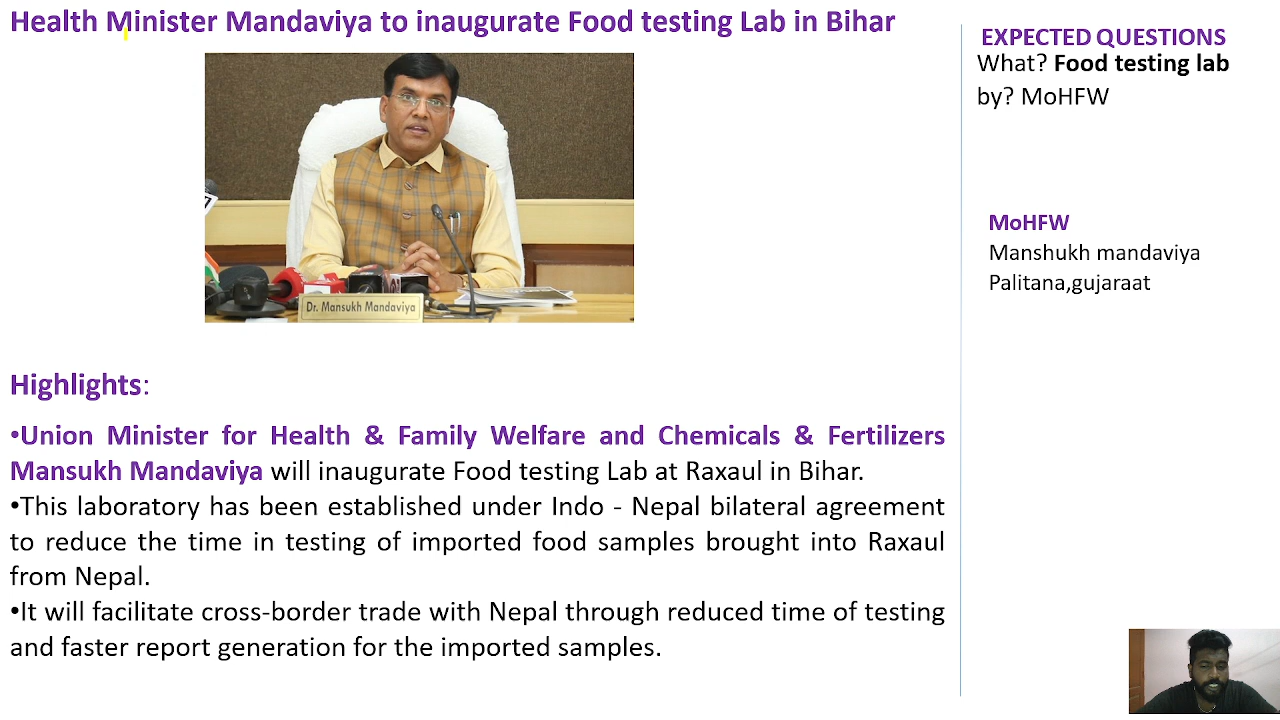 Health Minister Mandaviya to inaugurate Food testing Lab in Bihar
Dr. Mansukh Mandaviya
Highlights:
•Union Minister for Health & Family Welfare and Chemicals & Fertilizers
Mansukh Mandaviya will inaugurate Food testing Lab at Raxaul in Bihar.
•This laboratory has been established under Indo - Nepal bilateral agreement
to reduce the time in testing of imported food samples brought into Raxaul
from Nepal.
•It will facilitate cross-border trade with Nepal through reduced time of testing
and faster report generation for the imported samples.
EXPECTED QUESTIONS
What? Food testing lab
by? MoHFW
MoHFW
Manshukh mandaviya
Palitana,gujaraat